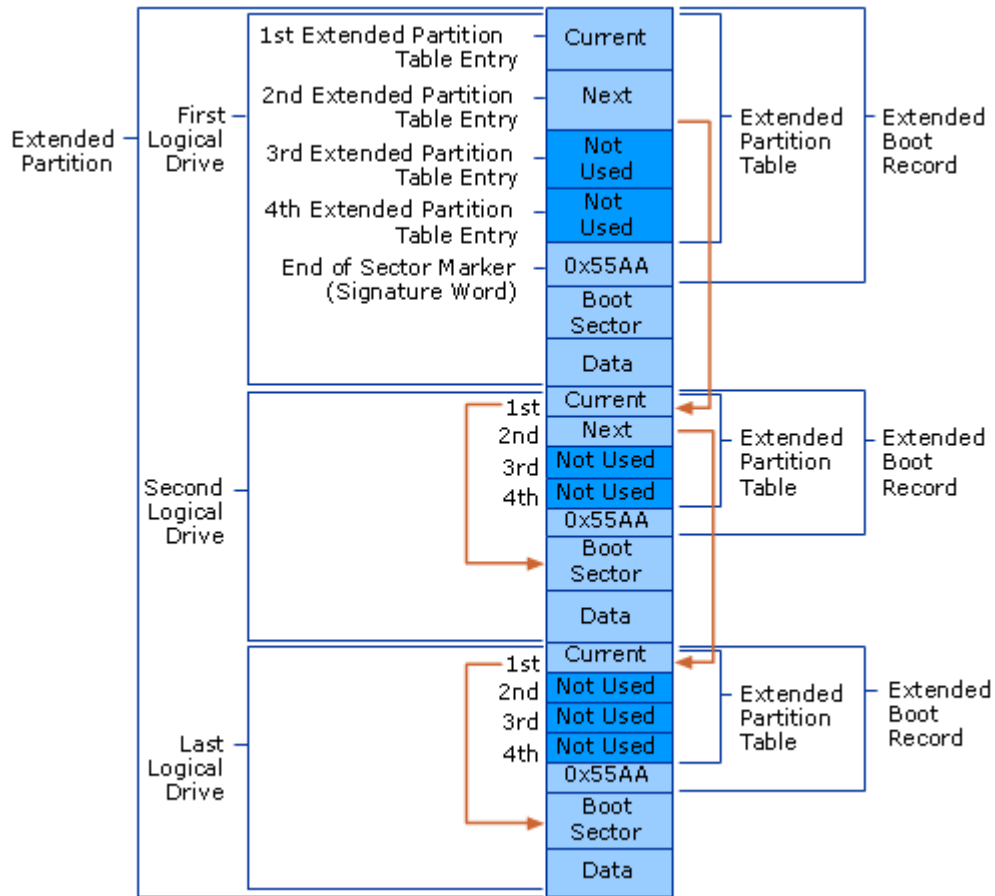 Extended
Partition
First
Logical
Drive
1st Extended Partition
Table Entry
2nd Extended Partition
Table Entry
3rd Extended Partition
Table Entry
4th Extended Partition
Table Entry
End of Sector Marker
(Signature Word)
Current
Next
Not
Used
Not
Used
0x55AA
Boot
Sector
Data
Extended
Partition
Table
Extended
Boot
Record
Second
Logical
Drive
1st
2nd
3rd
4th
Current
Next
Not Used
Not Used
0x55AA
Boot
Sector
Data
Extended
Partition
Table
Extended
Boot
Record
Last
Logical
Drive
1st
2nd
3rd
4th
Current
Not Used
Not Used
Not Used
0x55AA
Boot
Sector
Data
Extended
Partition
Table
Extended
Boot
Record